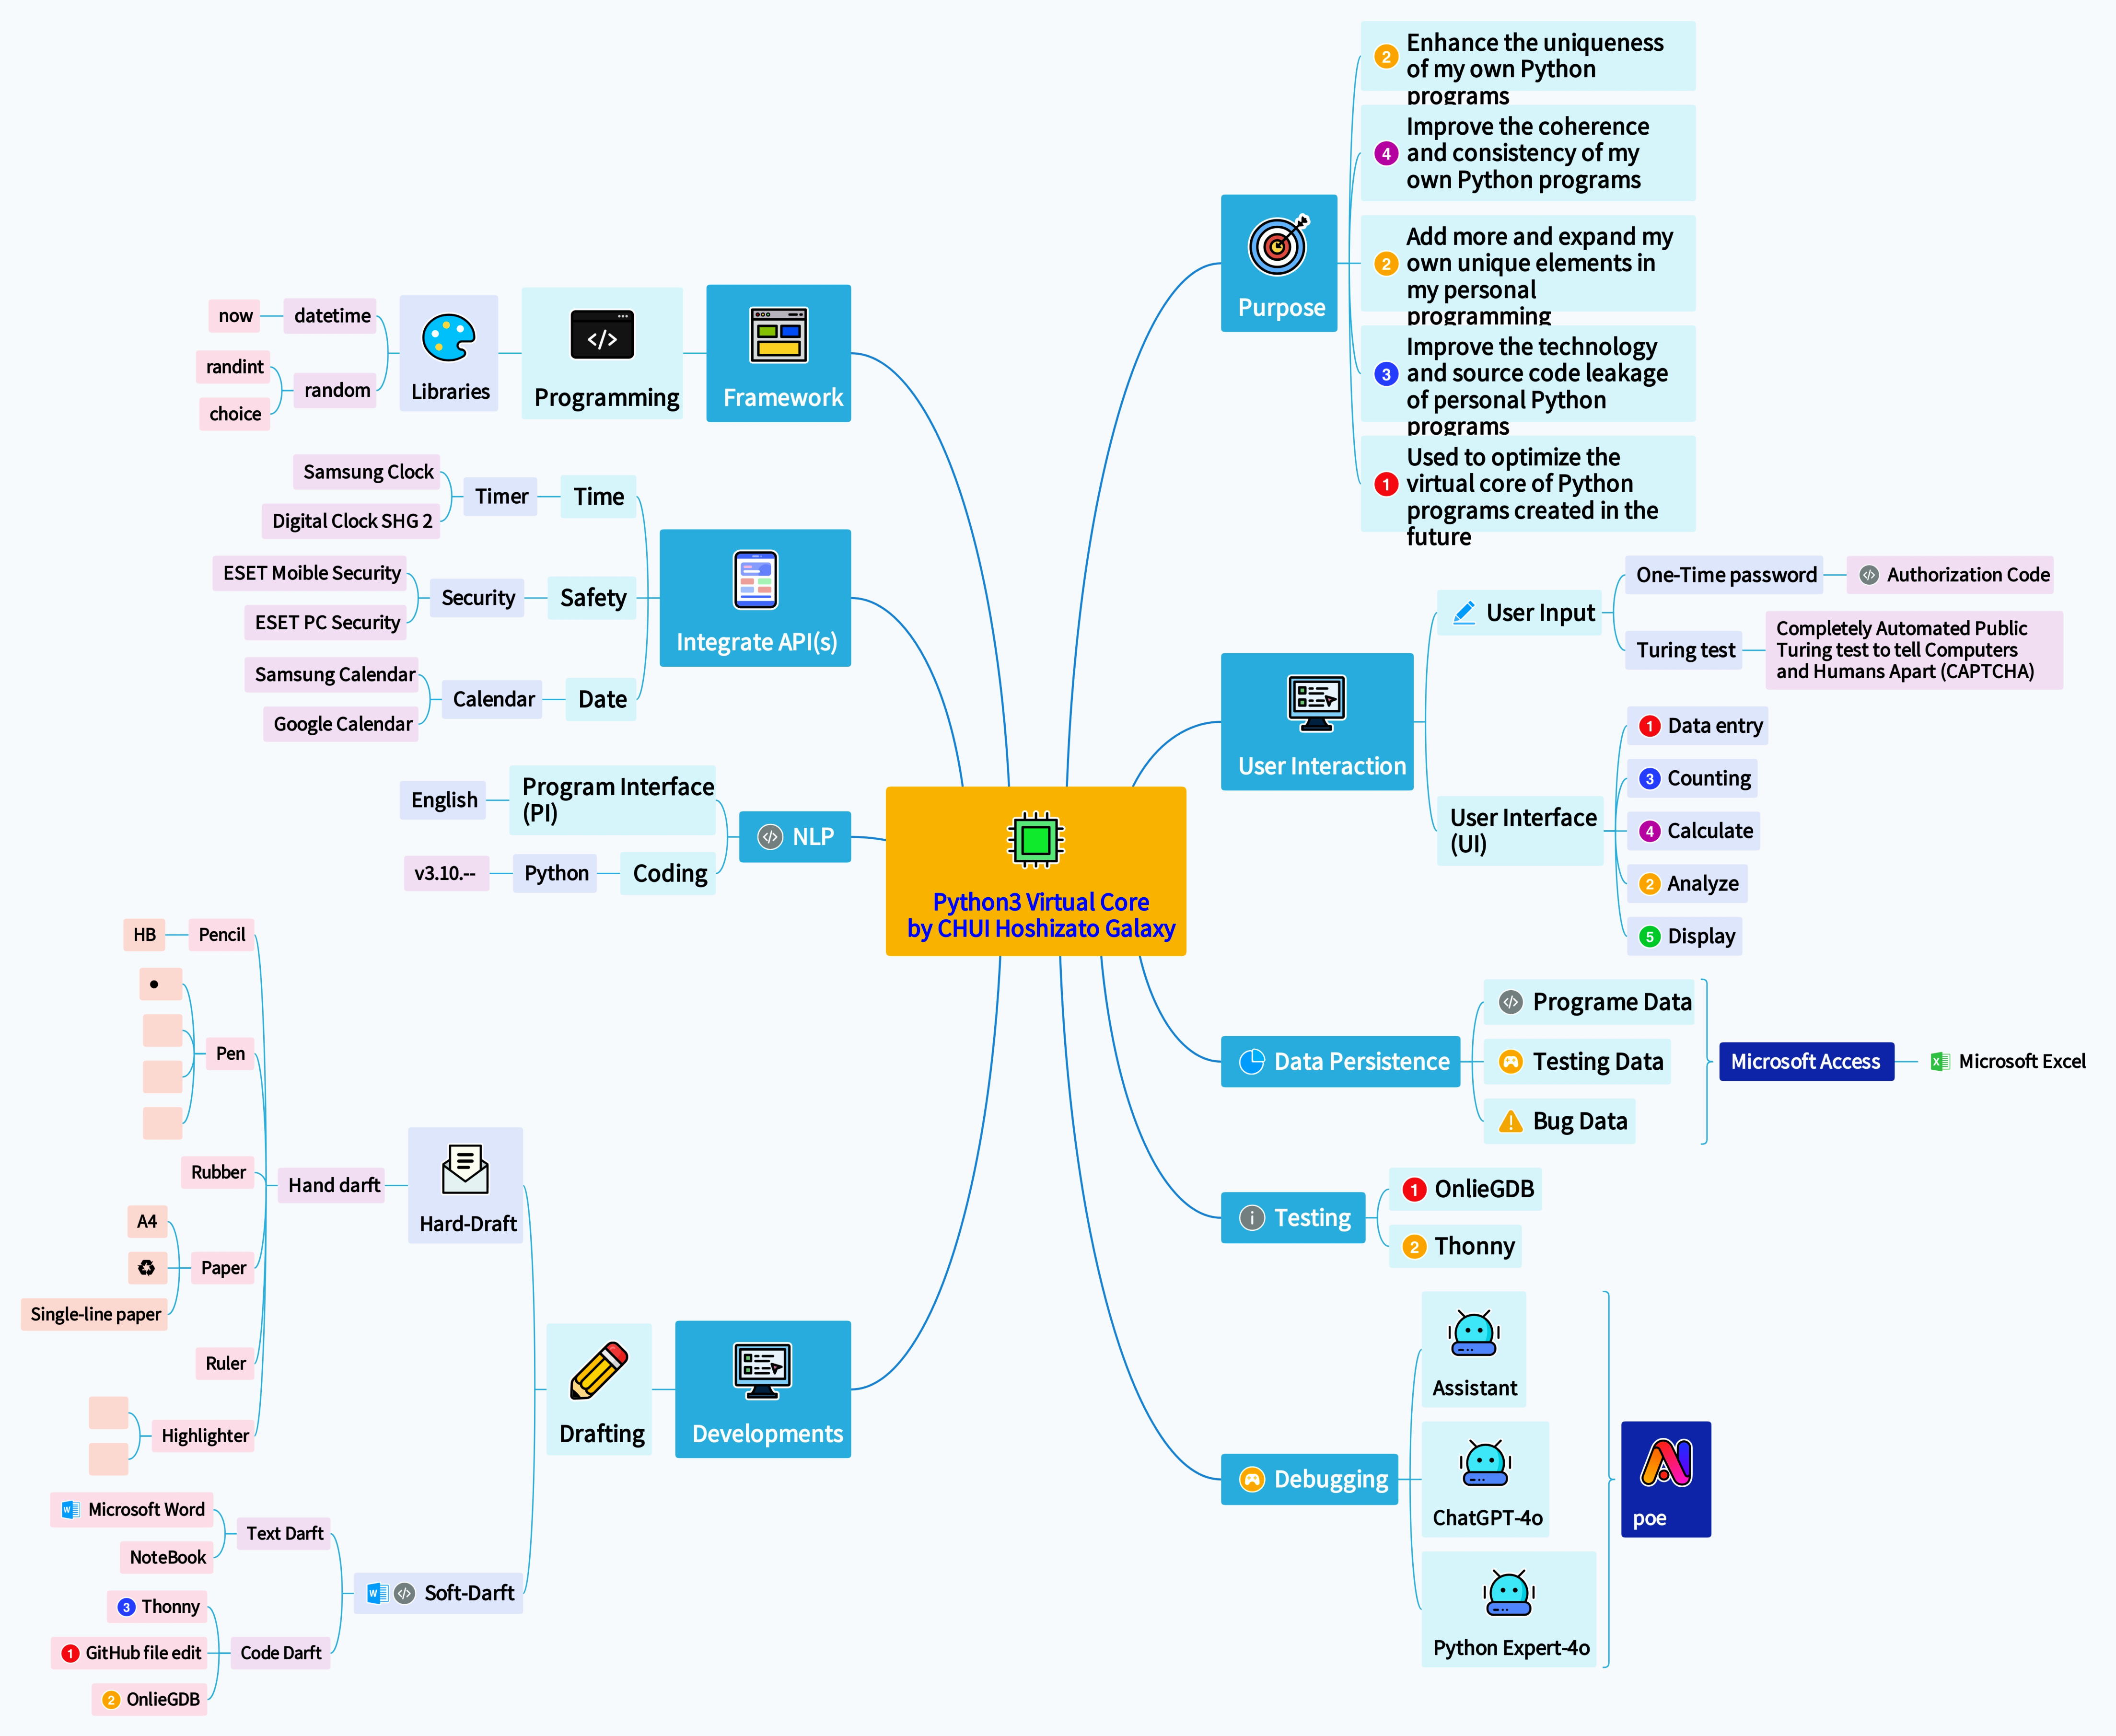 Python3 Virtual Core
by CHUI Hoshizato Galaxy
Purpose
2
Enhance the uniqueness
of my own Python
programs
4
Improve the coherence
and consistency of my
own Python programs
2
Add more and expand my
own unique elements in
my personal
programming
3
Improve the technology
and source code leakage
of personal Python
programs
1
Used to optimize the
virtual core of Python
programs created in the
future
User Interaction
User Input
One-Time password
Authorization Code
Turing test
Completely Automated Public
Turing test to tell Computers
and Humans Apart (CAPTCHA)
User Interface
(UI)
1 Data entry
3 Counting
4 Calculate
2 Analyze
5 Display
Data Persistence
Programe Data
Testing Data
Bug Data
Microsoft Access
Microsoft Excel
Testing
1 OnlieGDB
2 Thonny
Debugging
Assistant
ChatGPT-4o
Python Expert-4o
poe
Framework
Programming
Libraries
datetime
now
random
randint
choice
Integrate API(s)
Time
Timer
Samsung Clock
Digital Clock SHG 2
Safety
Security
ESET Moible Security
ESET PC Security
Date
Calendar
Samsung Calendar
Google Calendar
NLP
Program Interface
(PI)
English
Coding
Python
v3.10.--
Developments
Drafting
Hard-Draft
Hand darft
Pencil
HB
Pen
Rubber
Paper
A4
♻
Single-line paper
Ruler
Highlighter
Soft-Darft
Text Darft
Microsoft Word
NoteBook
Code Darft
3 Thonny
1 GitHub file edit
2 OnlieGDB